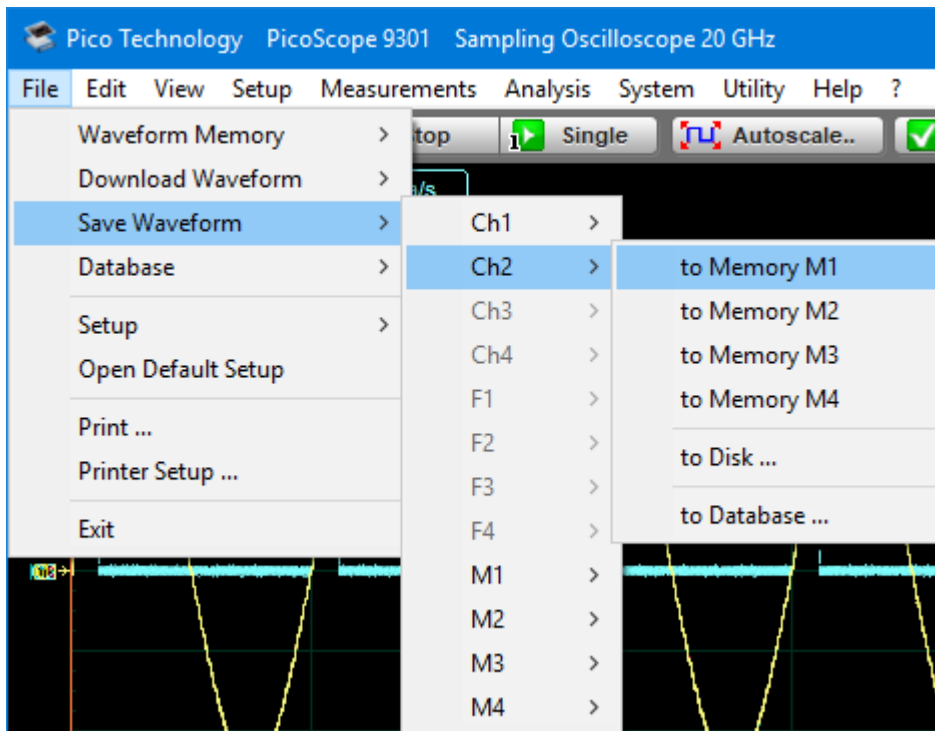 Pico Technology PicoScope 9301 Sampling Oscilloscope 20 GHz
File Edit View Setup Measurements Analysis System Utility Help ?
Single Autoscale..
Waveform Memory >
Download Waveform >
Save Waveform >
Database >
Setup >
Open Default Setup
Print ...
Printer Setup ...
Exit
Ch1 >
Ch2 >
Ch3 >
Ch4 >
F1 >
F2 >
F3 >
F4 >
M1 >
M2 >
M3 >
M4 >
to Memory M1
to Memory M2
to Memory M3
to Memory M4
to Disk ...
to Database ...